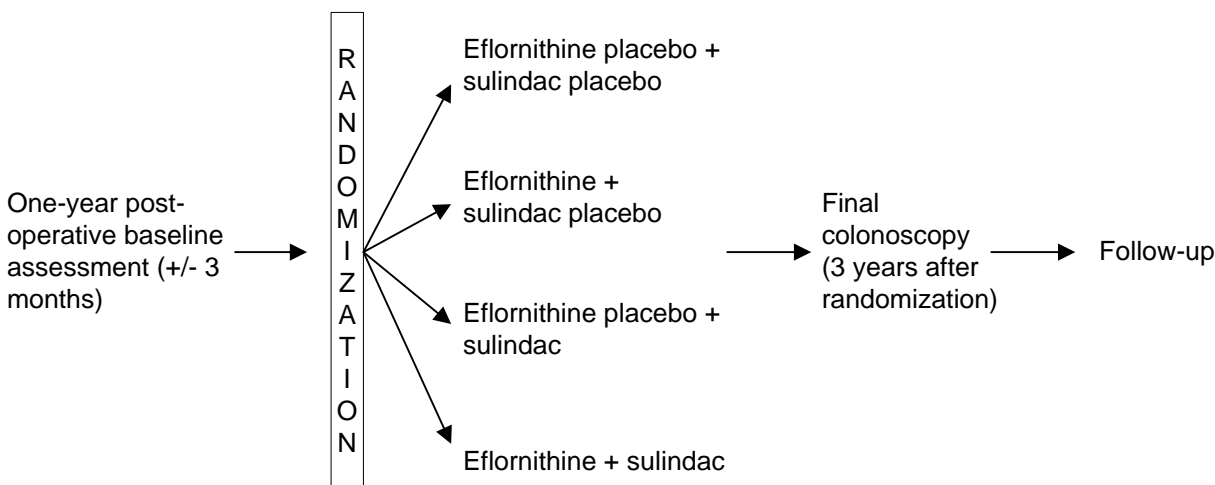 One-year post-
operative baseline
assessment (+/- 3
months)
RANDOMIZATION
Eflornithine placebo +
sulindac placebo
Eflornithine +
sulindac placebo
Eflornithine placebo +
sulindac
Eflornithine + sulindac
Final
colonoscopy
(3 years after
randomization)
Follow-up